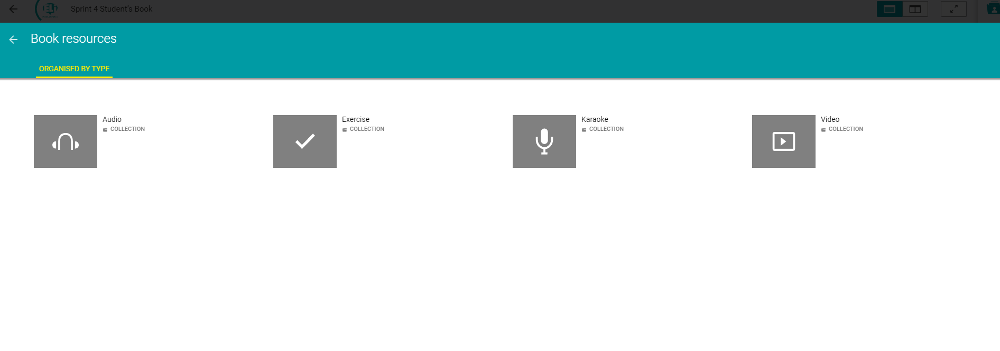 Sprint 4 Student's Book
Book resources
ORGANISED BY TYPE
Audio
COLLECTION
Exercise
COLLECTION
Karaoke
COLLECTION
Video
COLLECTION